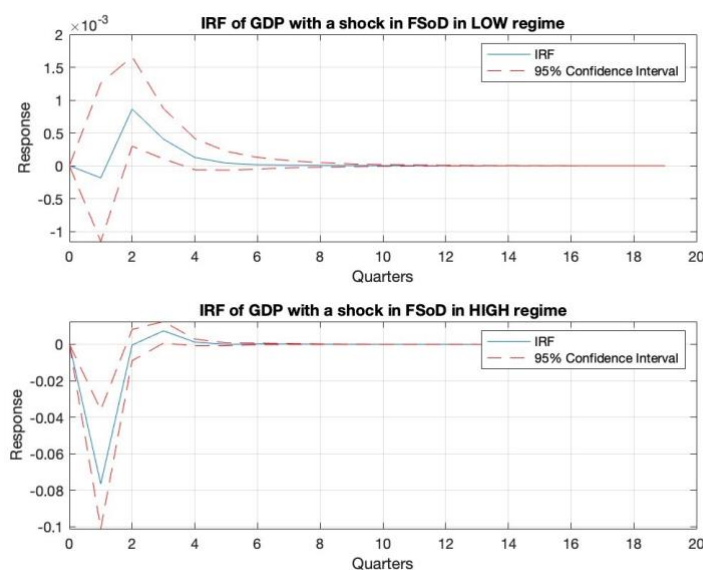 IRF of GDP with a shock in FSoD in LOW regime
×10⁻³
2
1.5
1
0.5
0
-0.5
-1
Response
IRF
95% Confidence Interval
0 2 4 6 8 10 12 14 16 18 20
Quarters
IRF of GDP with a shock in FSoD in HIGH regime
0
-0.02
-0.04
-0.06
-0.08
-0.1
Response
IRF
95% Confidence Interval
0 2 4 6 8 10 12 14 16 18 20
Quarters